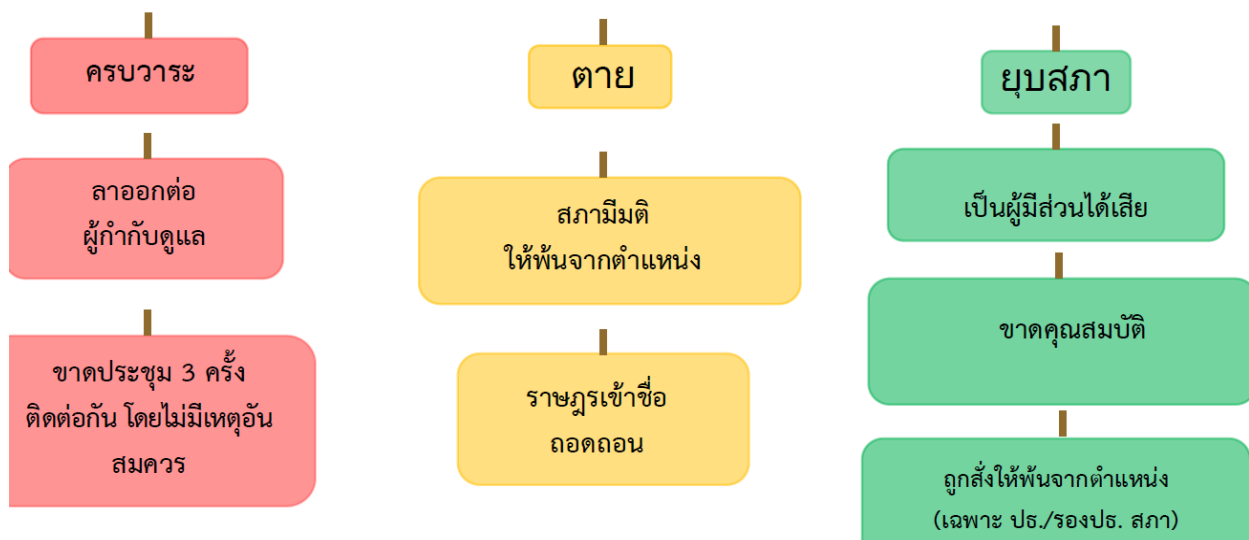 ครบวาระ
ลาออกต่อ
ผู้กำกับดูแล
ขาดประชุม 3 ครั้ง
ติดต่อกัน โดยไม่มีเหตุอัน
สมควร
ตาย
สภามีมติ
ให้พ้นจากตำแหน่ง
ราษฎรเข้าชื่อ
ถอดถอน
ยุบสภา
เป็นผู้มีส่วนได้เสีย
ขาดคุณสมบัติ
ถูกสั่งให้พ้นจากตำแหน่ง
(เฉพาะ ปธ./รองปธ. สภา)